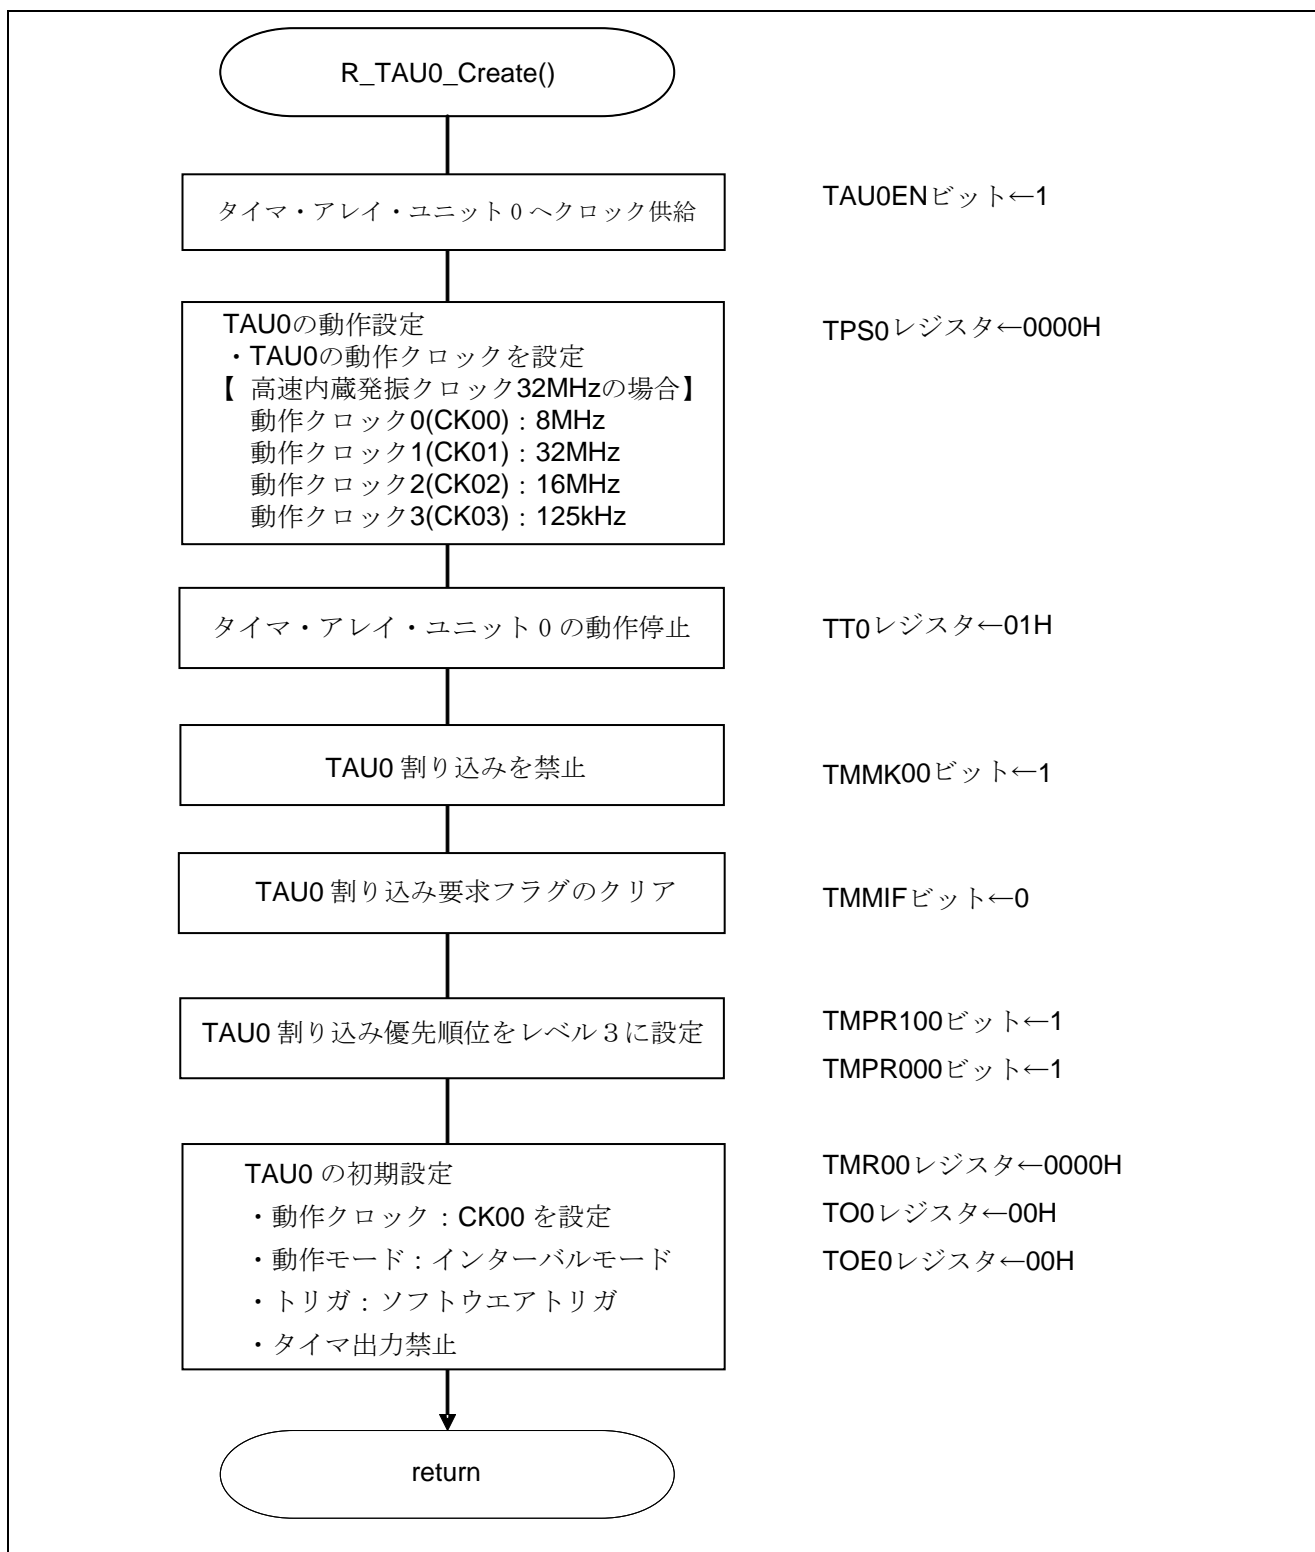 R_TAU0_Create()
タイマ・アレイ・ユニット0へクロック供給
TAU0ENビット←1
TAU0の動作設定
・TAU0の動作クロックを設定
【 高速内蔵発振クロック32MHzの場合】
動作クロック0(CK00)：8MHz
動作クロック1(CK01)：32MHz
動作クロック2(CK02)：16MHz
動作クロック3(CK03)：125kHz
TPS0レジスタ←0000H
タイマ・アレイ・ユニット0の動作停止
TT0レジスタ←01H
TAU0 割り込みを禁止
TMMK00ビット←1
TAU0 割り込み要求フラグのクリア
TMMIFビット←0
TAU0 割り込み優先順位をレベル３に設定
TMPR100ビット←1
TMPR000ビット←1
TAU0 の初期設定
・動作クロック：CK00 を設定
・動作モード：インターバルモード
・トリガ：ソフトウエアトリガ
・タイマ出力禁止
TMR00レジスタ←0000H
TO0レジスタ←00H
TOE0レジスタ←00H
return